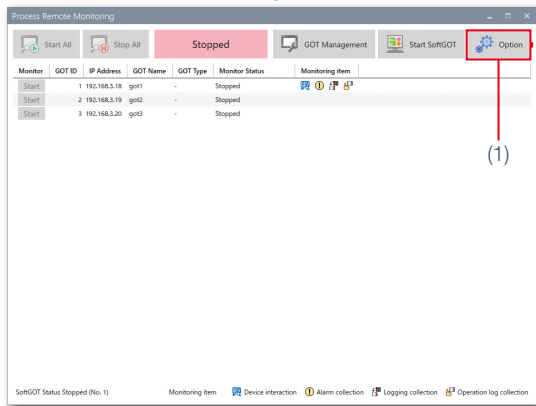 Process Remote Monitoring
Start All Stop All Stopped GOT Management Start SoftGOT Option
Monitor GOT ID IP Address GOT Name GOT Type Monitor Status Monitoring item
Start 1 192.168.3.18 got1 - Stopped
Start 2 192.168.3.19 got2 - Stopped
Start 3 192.168.3.20 got3 - Stopped
(1)
SoftGOT Status Stopped (No. 1) Monitoring item Device interaction Alarm collection Logging collection Operation log collection